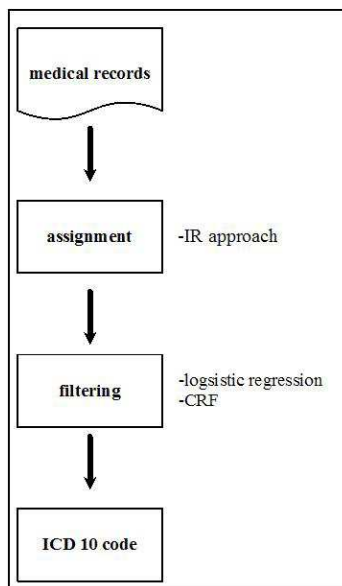 medical records
assignment
-IR approach
filtering
-logsistic regression
-CRF
ICD 10 code